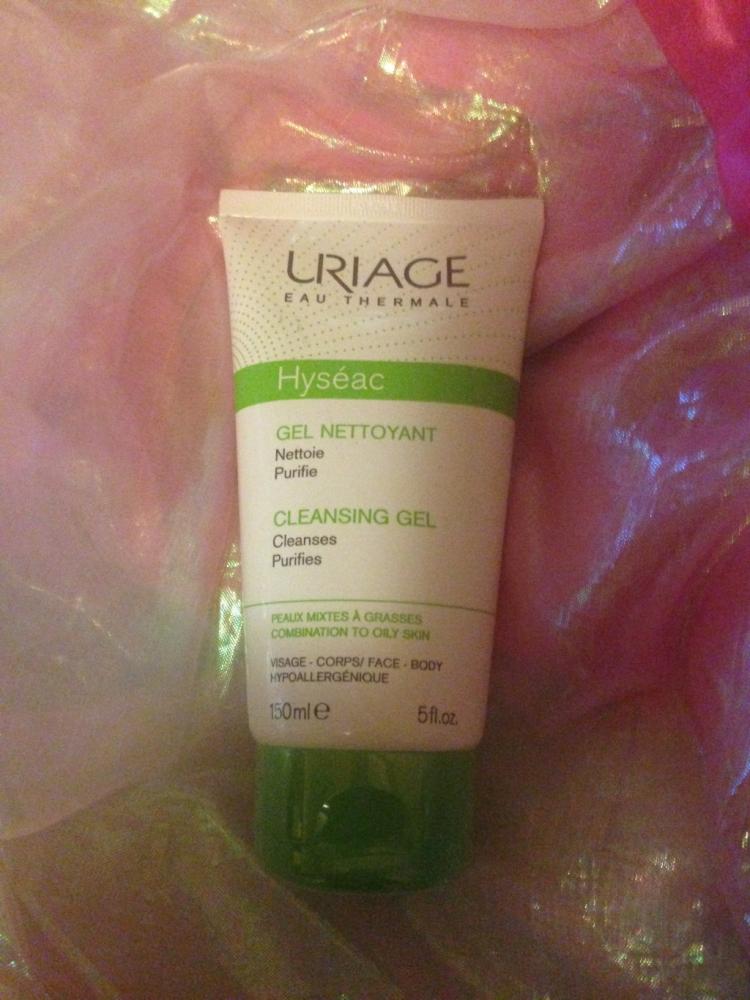 URIAGE
EAU THERMALE
Hyséac
GEL NETTOYANT
Nettoie
Purifie
CLEANSING GEL
Cleanses
Purifies
PEAUX MIXTES À GRASSES
COMBINATION TO OILY SKIN
VISAGE - CORPS/ FACE - BODY
HYPOALLERGÉNIQUE
150ml e 5fl.oz.